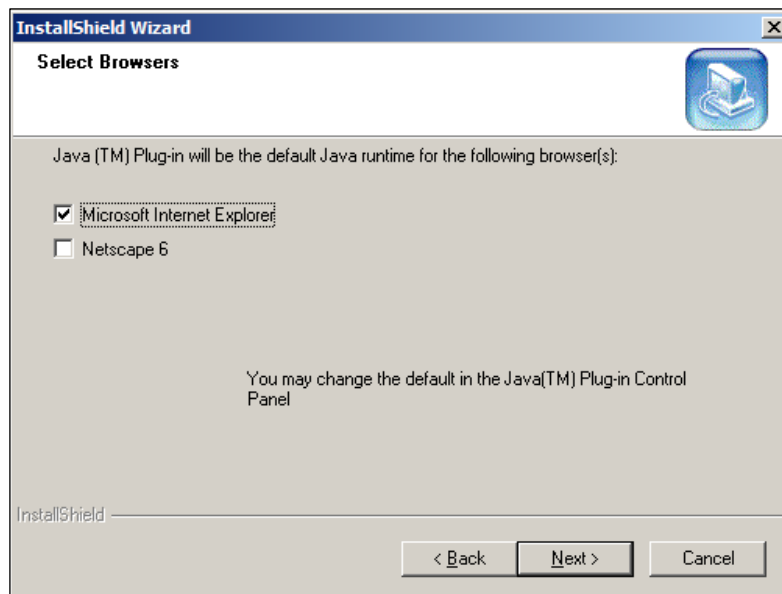 InstallShield Wizard
Select Browsers
Java (TM) Plug-in will be the default Java runtime for the following browser(s):
Microsoft Internet Explorer
Netscape 6
You may change the default in the Java(TM) Plug-in Control
Panel
InstallShield
< Back
Next >
Cancel